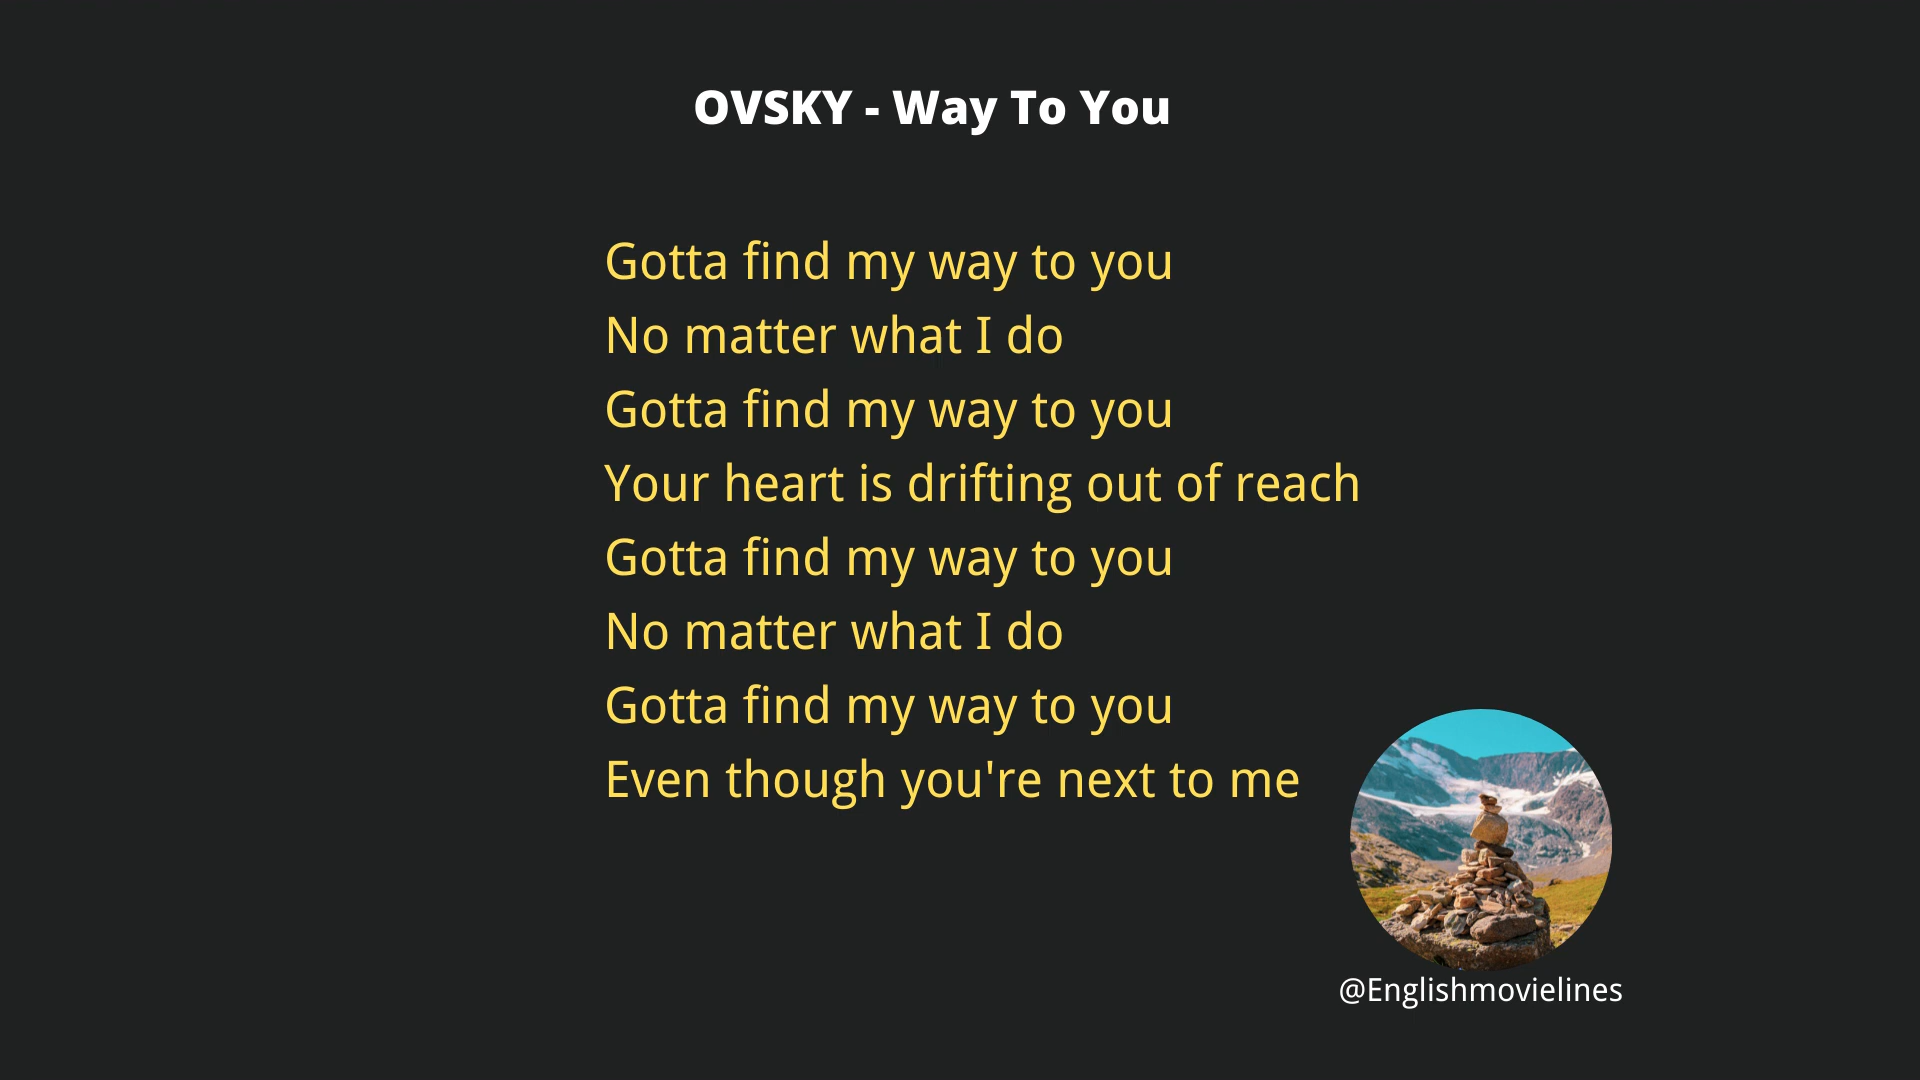 OVSKY - Way To You
Gotta find my way to you
No matter what I do
Gotta find my way to you
Your heart is drifting out of reach
Gotta find my way to you
No matter what I do
Gotta find my way to you
Even though you're next to me
@Englishmovielines